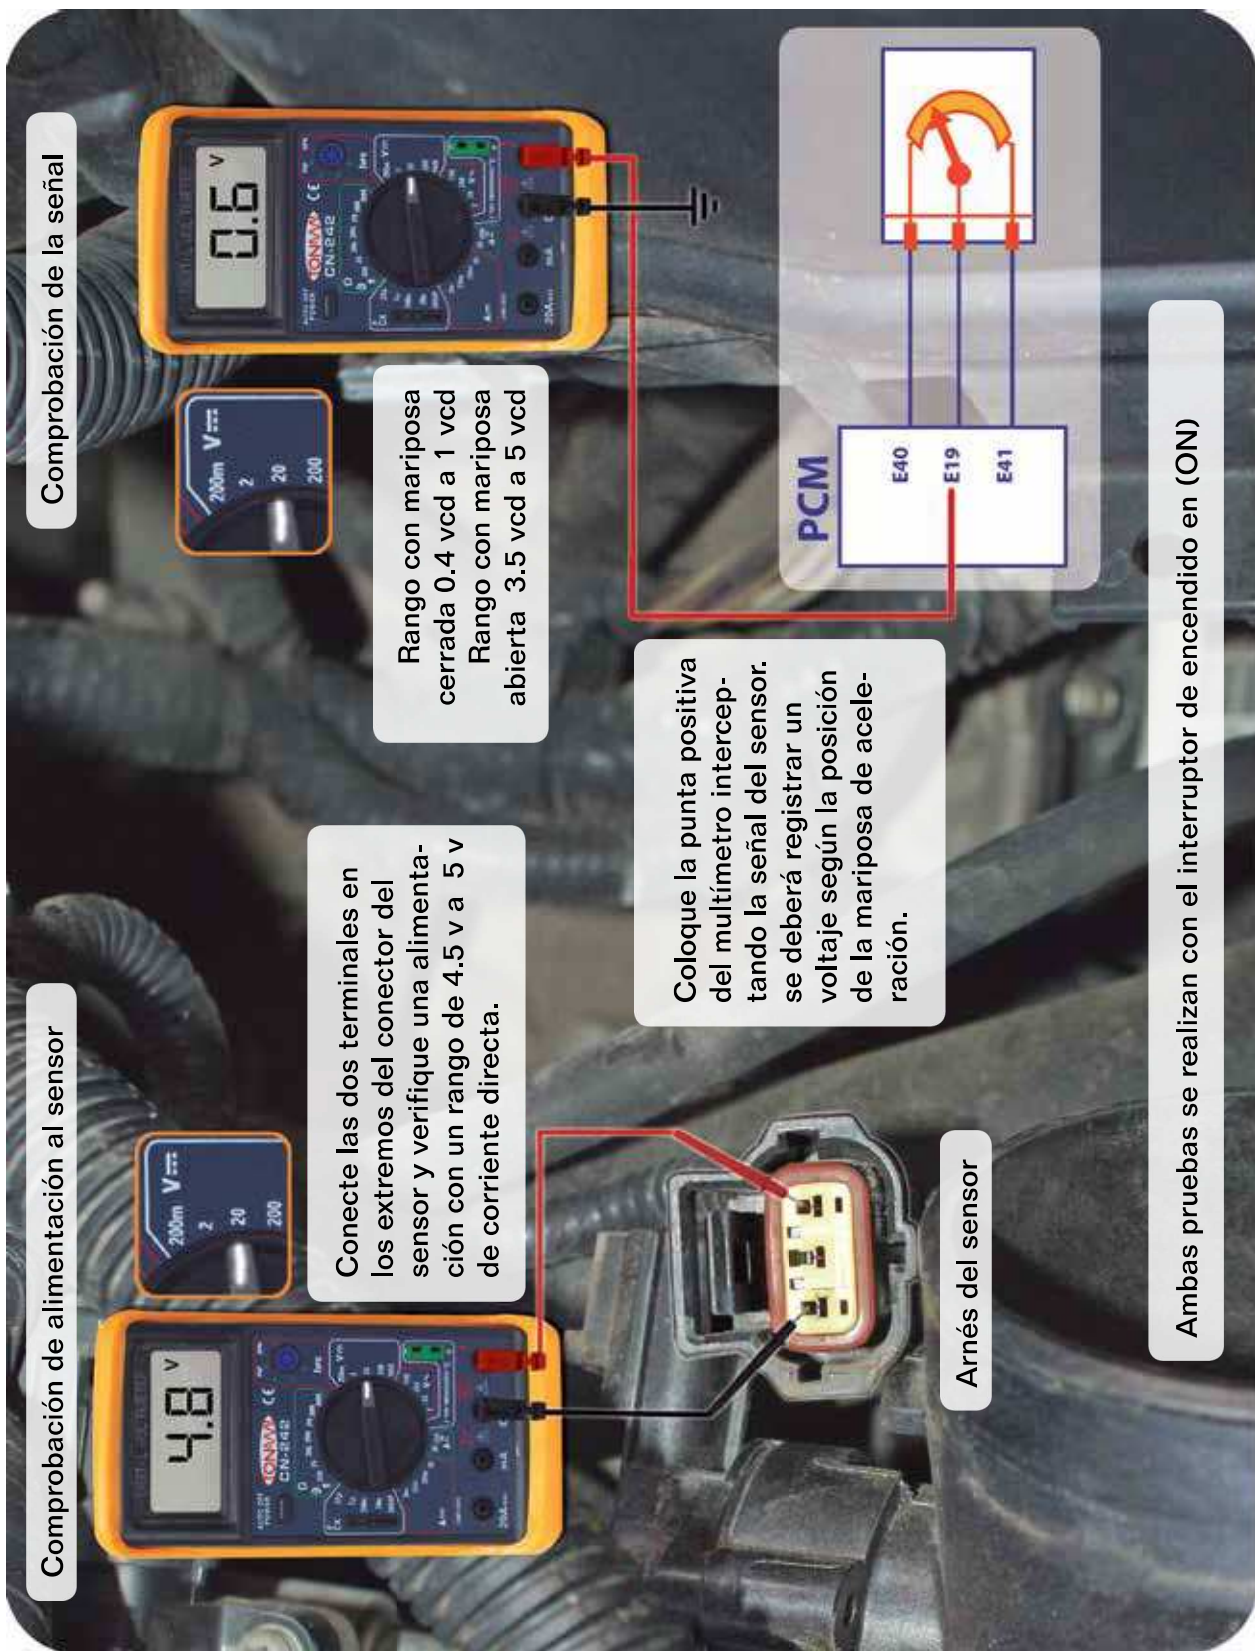 Comprobación de alimentación al sensor
4.8 V
CN-242
CE
200m V
2
20
200
Conecte las dos terminales en
los extremos del conector del
sensor y verifique una alimenta-
ción con un rango de 4.5 v a 5 v
de corriente directa.
Arnés del sensor
Comprobación de la señal
0.6 V
CN-242
CE
200m V
2
20
200
Rango con mariposa
cerrada 0.4 vcd a 1 vcd
Rango con mariposa
abierta 3.5 vcd a 5 vcd
Coloque la punta positiva
del multímetro intercep-
tando la señal del sensor.
se deberá registrar un
voltaje según la posición
de la mariposa de acele-
ración.
PCM
E40
E19
E41
Ambas pruebas se realizan con el interruptor de encendido en (ON)